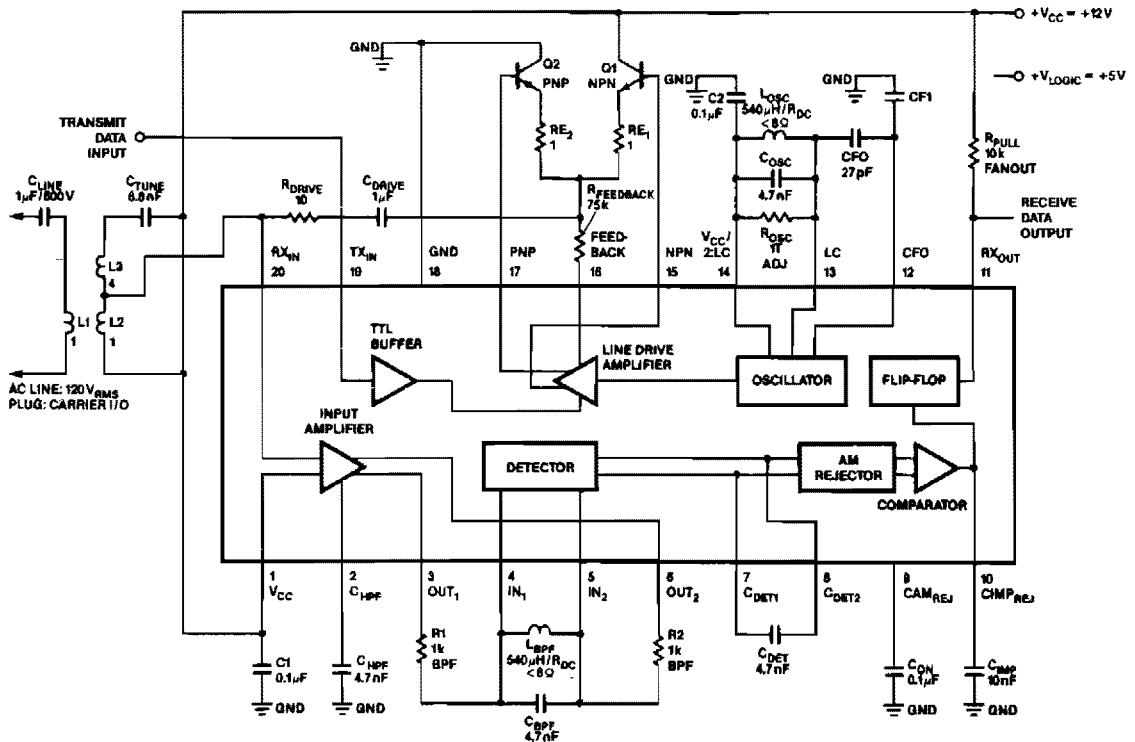 +VCC = +12V
+VLOGIC = +5V
GND
Q2
PNP
Q1
NPN
GND
C2
0.1μF
LOSC
540μH/RDC
<8Ω
GND
CF1
TRANSMIT
DATA
INPUT
RE2
1
RE1
1
COSC
4.7nF
CFO
27pF
RPULL
10k
FANOUT
CLINE
1μF/600V
CTUNE
6.8nF
RDRIVE
10
CDRIVE
1μF
RFEEDBACK
75k
ROSC
1T
ADJ
RECEIVE
DATA
OUTPUT
RXIN
20
TXIN
19
GND
18
PNP
17
FEED-
BACK
16
NPN
15
VCC/
2:LC
14
LC
13
CFO
12
RXOUT
11
L3
4
L1
1
L2
1
AC LINE: 120VRMS
PLUG: CARRIER I/O
TTL
BUFFER
LINE DRIVE
AMPLIFIER
OSCILLATOR
FLIP-FLOP
INPUT
AMPLIFIER
DETECTOR
AM
REJECTOR
COMPARATOR
1
VCC
2
CHPF
3
OUT1
4
IN1
5
IN2
6
OUT2
7
CDET1
8
CDET2
9
CAMREJ
10
CIMPREJ
R1
1k
BPF
LBPF
540μH/RDC
<8Ω
R2
1k
BPF
CDET
4.7nF
C1
0.1μF
GND
CHPF
4.7nF
GND
CBPF
4.7nF
CON
0.1μF
GND
CIMP
10nF
GND